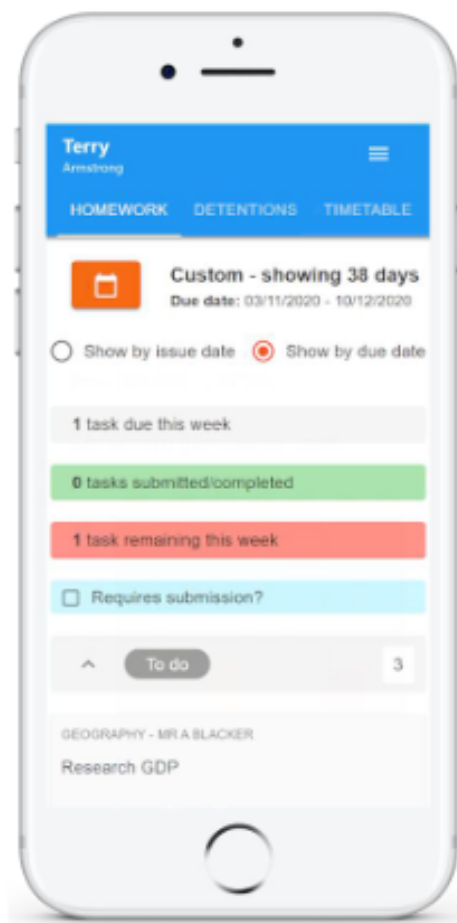 Terry
Armstrong
HOMEWORK DETENTIONS TIMETABLE
Custom - showing 38 days
Due date: 03/11/2020 - 10/12/2020
Show by issue date Show by due date
1 task due this week
0 tasks submitted/completed
1 task remaining this week
Requires submission?
To do 3
GEOGRAPHY - MR A BLACKER
Research GDP